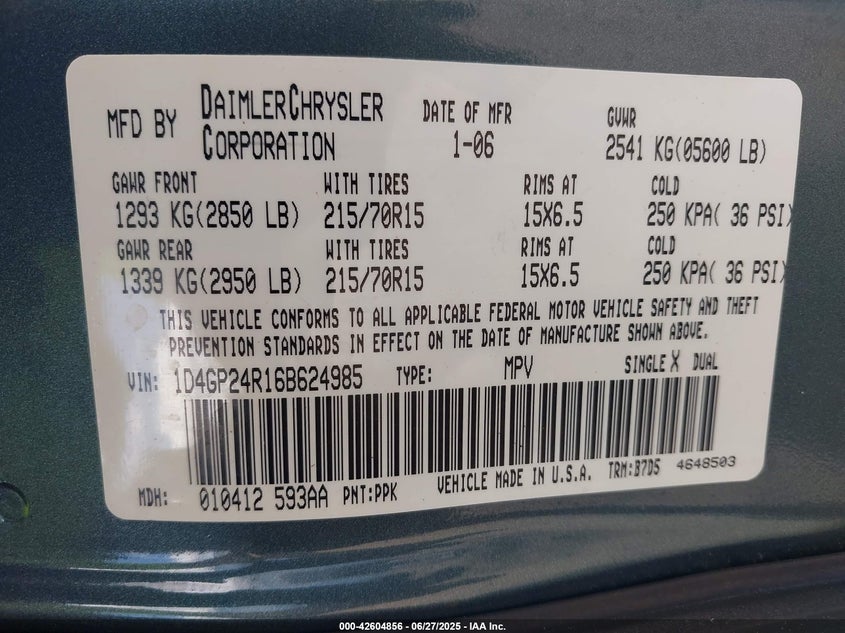 MFD BY DAIMLERCHRYSLER CORPORATION DATE OF MFR 1-06 GVWR 2541 KG(05600 LB)
GAWR FRONT WITH TIRES RIMS AT COLD
1293 KG(2850 LB) 215/70R15 15X6.5 250 KPA( 36 PSI)
GAWR REAR WITH TIRES RIMS AT COLD
1339 KG(2950 LB) 215/70R15 15X6.5 250 KPA( 36 PSI)
THIS VEHICLE CONFORMS TO ALL APPLICABLE FEDERAL MOTOR VEHICLE SAFETY AND THEFT
PREVENTION STANDARDS IN EFFECT ON THE DATE OF MANUFACTURE SHOWN ABOVE.
VIN: 1D4GP24R16B624985 TYPE: MPV SINGLE X DUAL
MDH: 010412 593AA PNT:PPK VEHICLE MADE IN U.S.A. TRM:B7D5 4648503
000-42604856 - 06/27/2025 - IAA Inc.